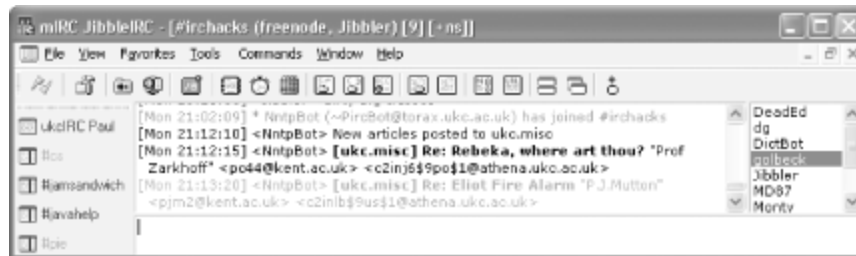 mIRC JibbleIRC - [#irchacks (freenode, Jibbler) [9] [+ns]]
File View Favorites Tools Commands Window Help
ukcIRC Paul
#cs
#jamsandwich
#javahelp
#pie
[Mon 21:02:09] * NntpBot (~PircBot@torax.ukc.ac.uk) has joined #irchacks
[Mon 21:12:10] <NntpBot> New articles posted to ukc.misc
[Mon 21:12:15] <NntpBot> [ukc.misc] Re: Rebeka, where art thou? "Prof
Zarkhoff" <po44@kent.ac.uk> <c2inj6$9po$1@athena.ukc.ac.uk>
[Mon 21:13:20] <NntpBot> [ukc.misc] Re: Eliot Fire Alarm "P.J.Mutton"
<pjm2@kent.ac.uk> <c2inlb$9us$1@athena.ukc.ac.uk>
DeadEd
dg
DictBot
golbeck
Jibbler
MD87
Monty